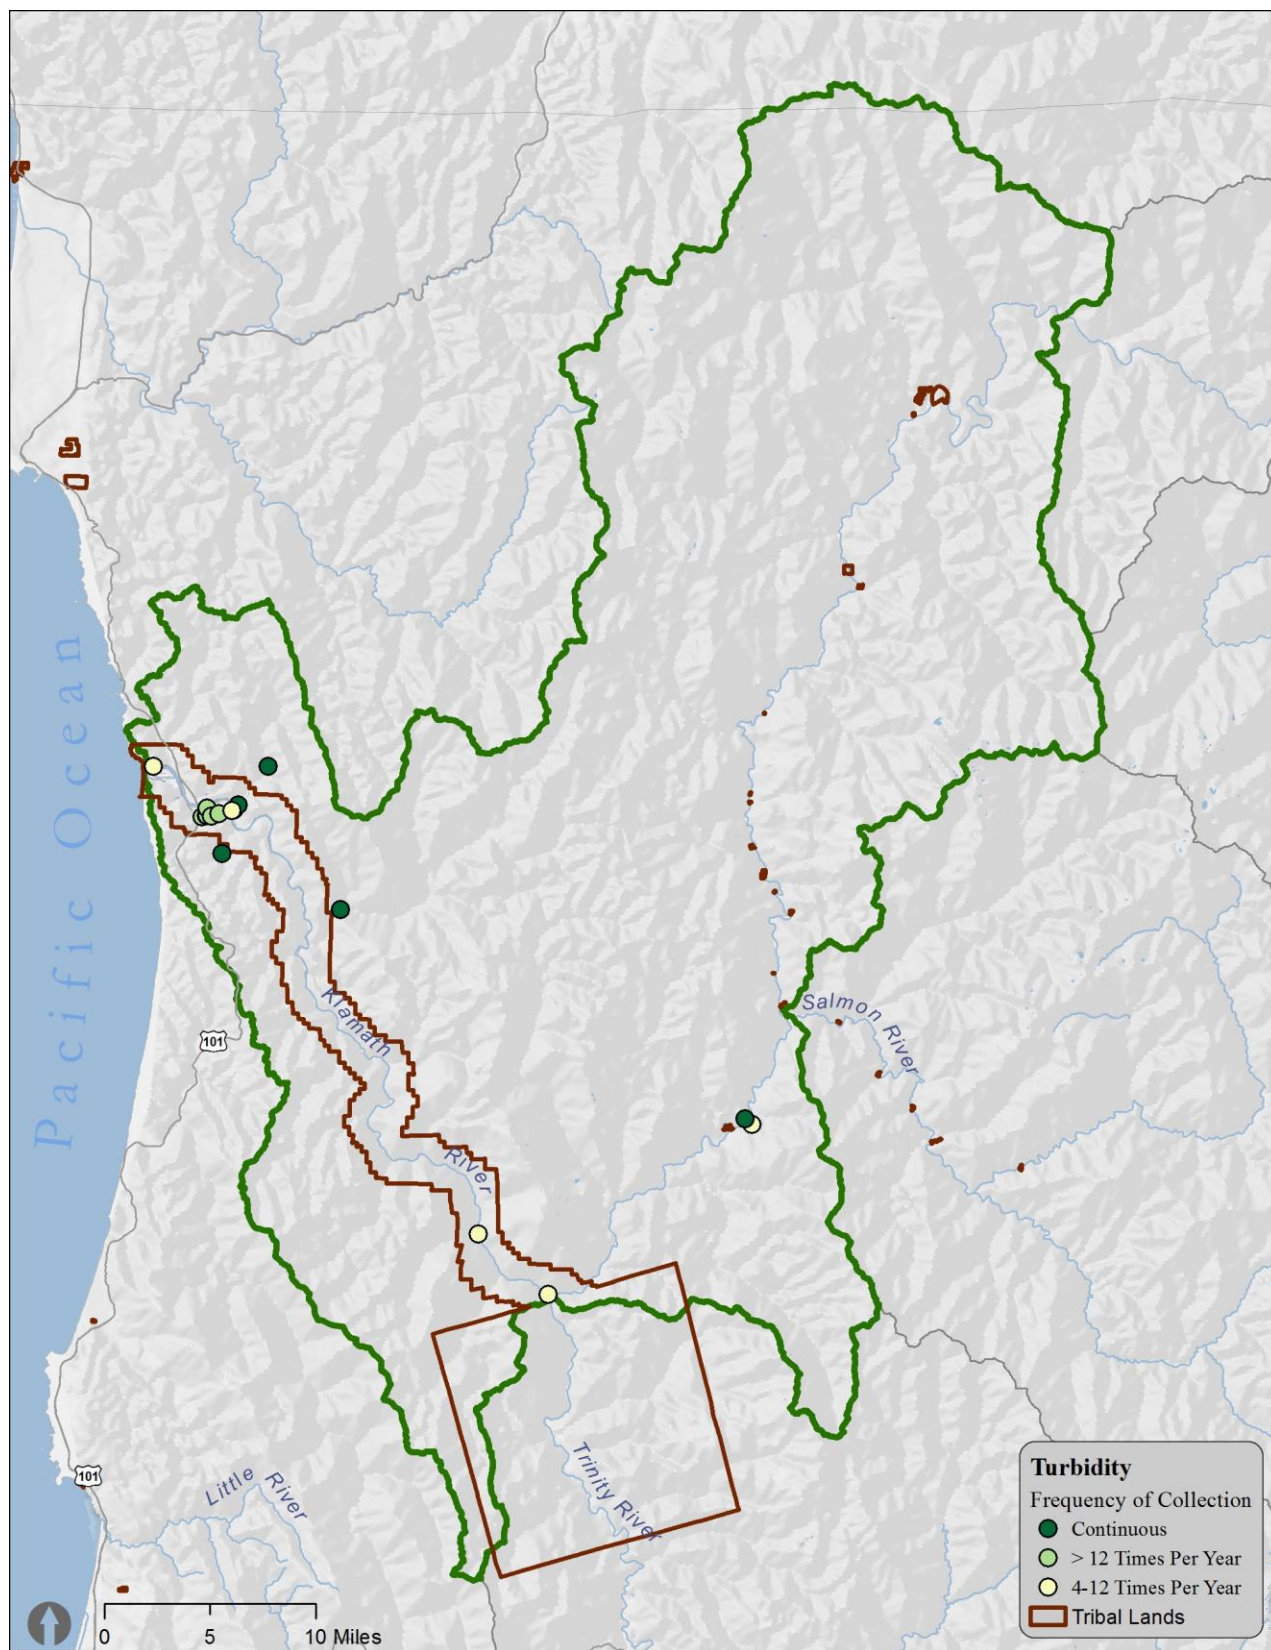 Pacific Ocean
Klamath
River
Salmon River
101
101
Little River
Trinity River
Turbidity
Frequency of Collection
Continuous
> 12 Times Per Year
4-12 Times Per Year
Tribal Lands
0 5 10 Miles